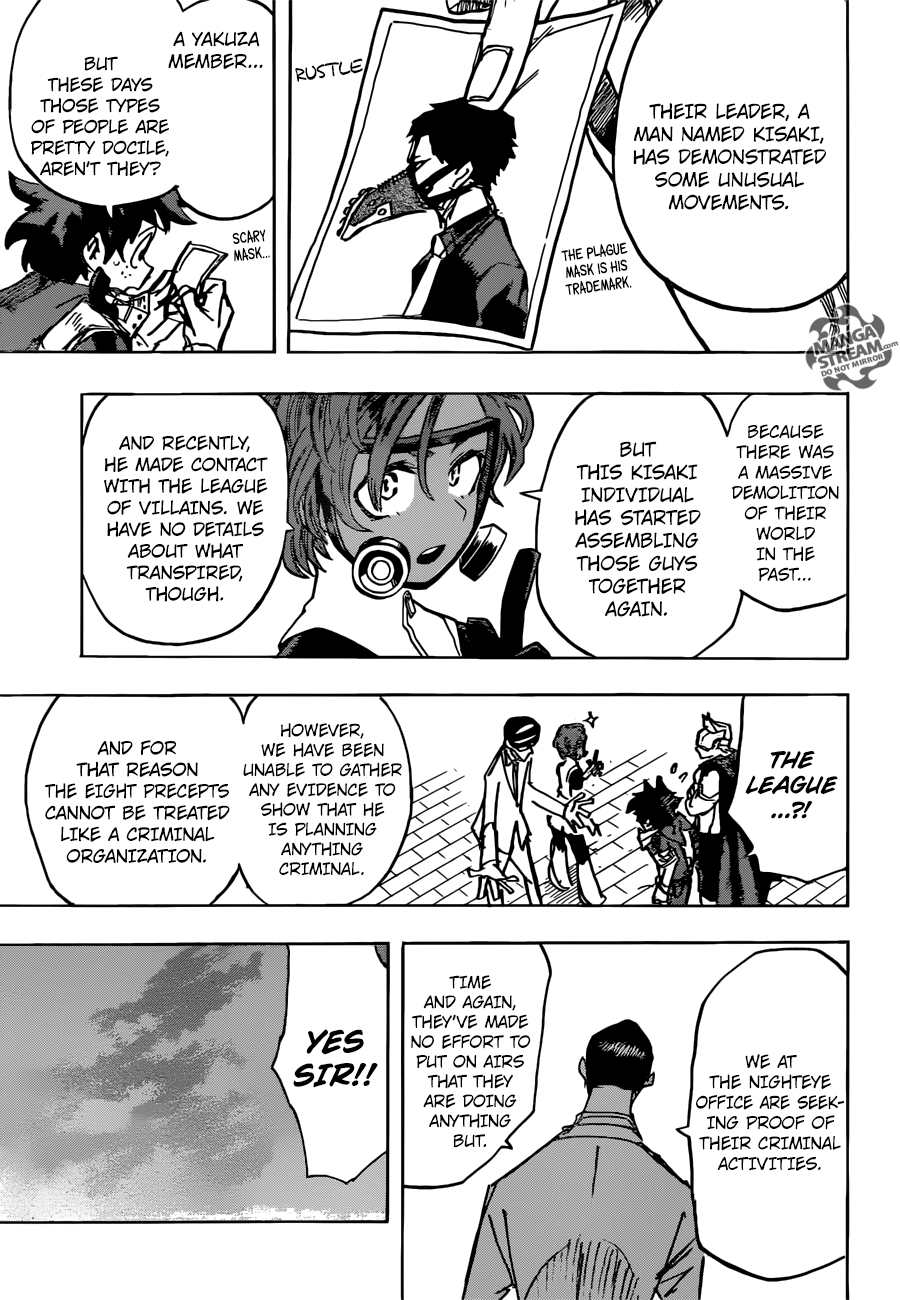 THEIR LEADER, A
MAN NAMED KISAKI,
HAS DEMONSTRATED
SOME UNUSUAL
MOVEMENTS.
RUSTLE
THE PLAGUE
MASK IS HIS
TRADEMARK.
A YAKUZA
MEMBER...
BUT
THESE DAYS
THOSE TYPES
OF PEOPLE ARE
PRETTY DOCILE,
AREN'T THEY?
SCARY
MASK...
MANGA
STREAM.com
DO NOT MIRROR
BECAUSE
THERE WAS
A MASSIVE
DEMOLITION
OF THEIR
WORLD
IN THE
PAST...
BUT
THIS KISAKI
INDIVIDUAL
HAS STARTED
ASSEMBLING
THOSE GUYS
TOGETHER
AGAIN.
AND RECENTLY,
HE MADE CONTACT
WITH THE LEAGUE
OF VILLAINS. WE
HAVE NO DETAILS
ABOUT WHAT
TRANSPIRED,
THOUGH.
THE
LEAGUE
...?!
HOWEVER,
WE HAVE BEEN
UNABLE TO GATHER
ANY EVIDENCE TO
SHOW THAT HE
IS PLANNING
ANYTHING
CRIMINAL.
AND FOR
THAT REASON
THE EIGHT PRECEPTS
CANNOT BE TREATED
LIKE A CRIMINAL
ORGANIZATION.
WE AT
THE NIGHTEYE
OFFICE ARE SEEK-
ING PROOF OF
THEIR CRIMINAL
ACTIVITIES.
TIME
AND AGAIN,
THEY'VE MADE
NO EFFORT TO
PUT ON AIRS
THAT THEY
ARE DOING
ANYTHING
BUT.
YES
SIR!!